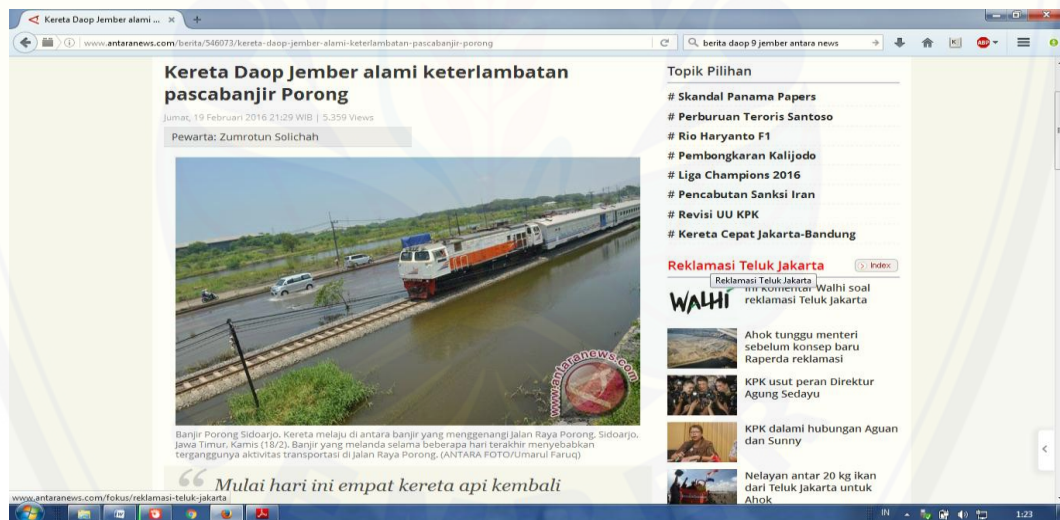 Kereta Daop Jember alami ... ×
www.antaranews.com/berita/546073/kereta-daop-jember-alami-keterlambatan-pascabanjir-porong
berita daop 9 jember antara news
ABP
Kereta Daop Jember alami keterlambatan
pascabanjir Porong
Jumat, 19 Februari 2016 21:29 WIB | 5.359 Views
Pewarta: Zumrotun Solichah
www.antaranews.com
Banjir Porong Sidoarjo. Kereta melaju di antara banjir yang menggenangi Jalan Raya Porong, Sidoarjo,
Jawa Timur, Kamis (18/2). Banjir yang melanda selama beberapa hari terakhir menyebabkan
terganggunya aktivitas transportasi di Jalan Raya Porong. (ANTARA FOTO/Umarul Faruq)
“ Mulai hari ini empat kereta api kembali
Topik Pilihan
# Skandal Panama Papers
# Perburuan Teroris Santoso
# Rio Haryanto F1
# Pembongkaran Kalijodo
# Liga Champions 2016
# Pencabutan Sanksi Iran
# Revisi UU KPK
# Kereta Cepat Jakarta-Bandung
Reklamasi Teluk Jakarta
Index
Reklamasi Teluk Jakarta
WALHI
Ini komentar Walhi soal
reklamasi Teluk Jakarta
Ahok tunggu menteri
sebelum konsep baru
Raperda reklamasi
KPK usut peran Direktur
Agung Sedayu
KPK dalami hubungan Aguan
dan Sunny
Nelayan antar 20 kg ikan
dari Teluk Jakarta untuk
Ahok
www.antaranews.com/fokus/reklamasi-teluk-jakarta
IN
1:23